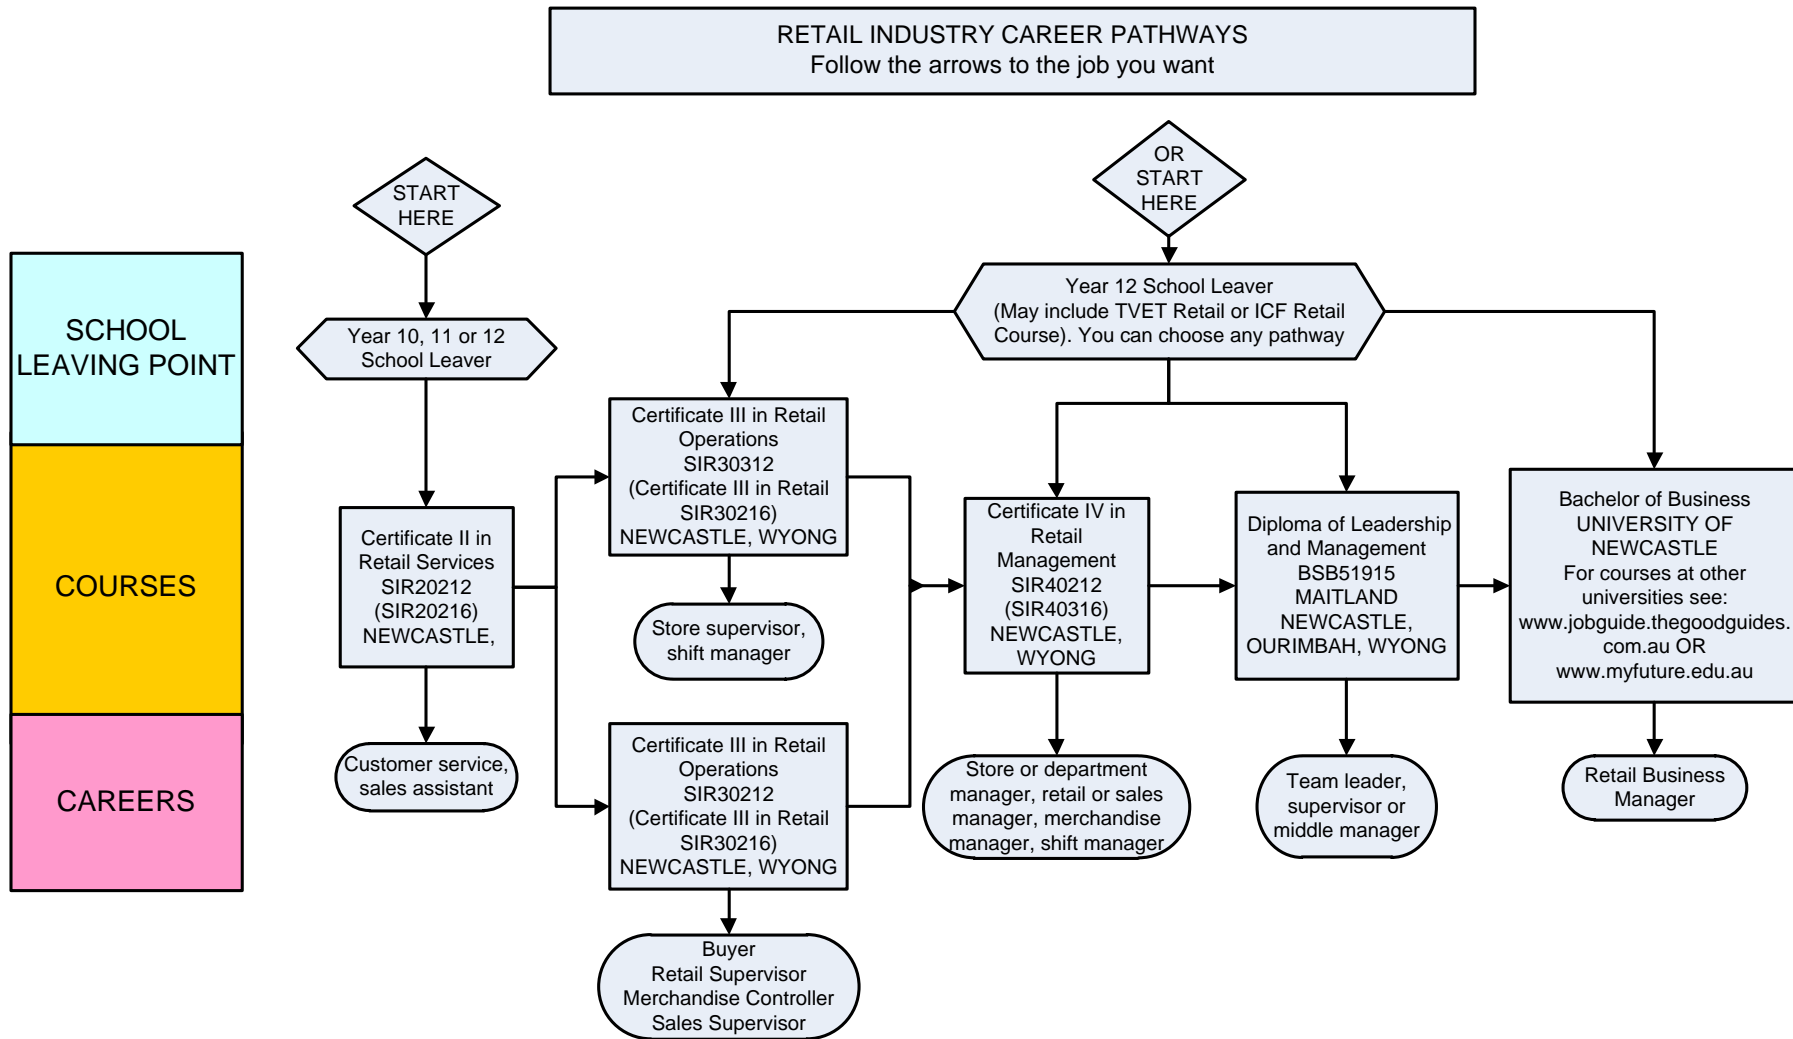 RETAIL INDUSTRY CAREER PATHWAYS
Follow the arrows to the job you want
START
HERE
OR
START
HERE
SCHOOL
LEAVING POINT
COURSES
CAREERS
Year 10, 11 or 12
School Leaver
Year 12 School Leaver
(May include TVET Retail or ICF Retail
Course). You can choose any pathway
Certificate II in
Retail Services
SIR20212
(SIR20216)
NEWCASTLE,
Customer service,
sales assistant
Certificate III in Retail
Operations
SIR30312
(Certificate III in Retail
SIR30216)
NEWCASTLE, WYONG
Store supervisor,
shift manager
Certificate III in Retail
Operations
SIR30212
(Certificate III in Retail
SIR30216)
NEWCASTLE, WYONG
Buyer
Retail Supervisor
Merchandise Controller
Sales Supervisor
Certificate IV in
Retail
Management
SIR40212
(SIR40316)
NEWCASTLE,
WYONG
Store or department
manager, retail or sales
manager, merchandise
manager, shift manager
Diploma of Leadership
and Management
BSB51915
MAITLAND
NEWCASTLE,
OURIMBAH, WYONG
Team leader,
supervisor or
middle manager
Bachelor of Business
UNIVERSITY OF
NEWCASTLE
For courses at other
universities see:
www.jobguide.thegoodguides.
com.au OR
www.myfuture.edu.au
Retail Business
Manager